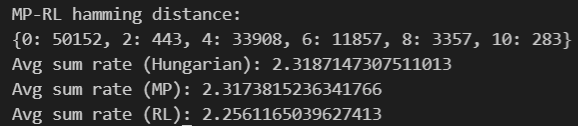 MP-RL hamming distance:
{0: 50152, 2: 443, 4: 33908, 6: 11857, 8: 3357, 10: 283}
Avg sum rate (Hungarian): 2.3187147307511013
Avg sum rate (MP): 2.3173815236341766
Avg sum rate (RL): 2.2561165039627413